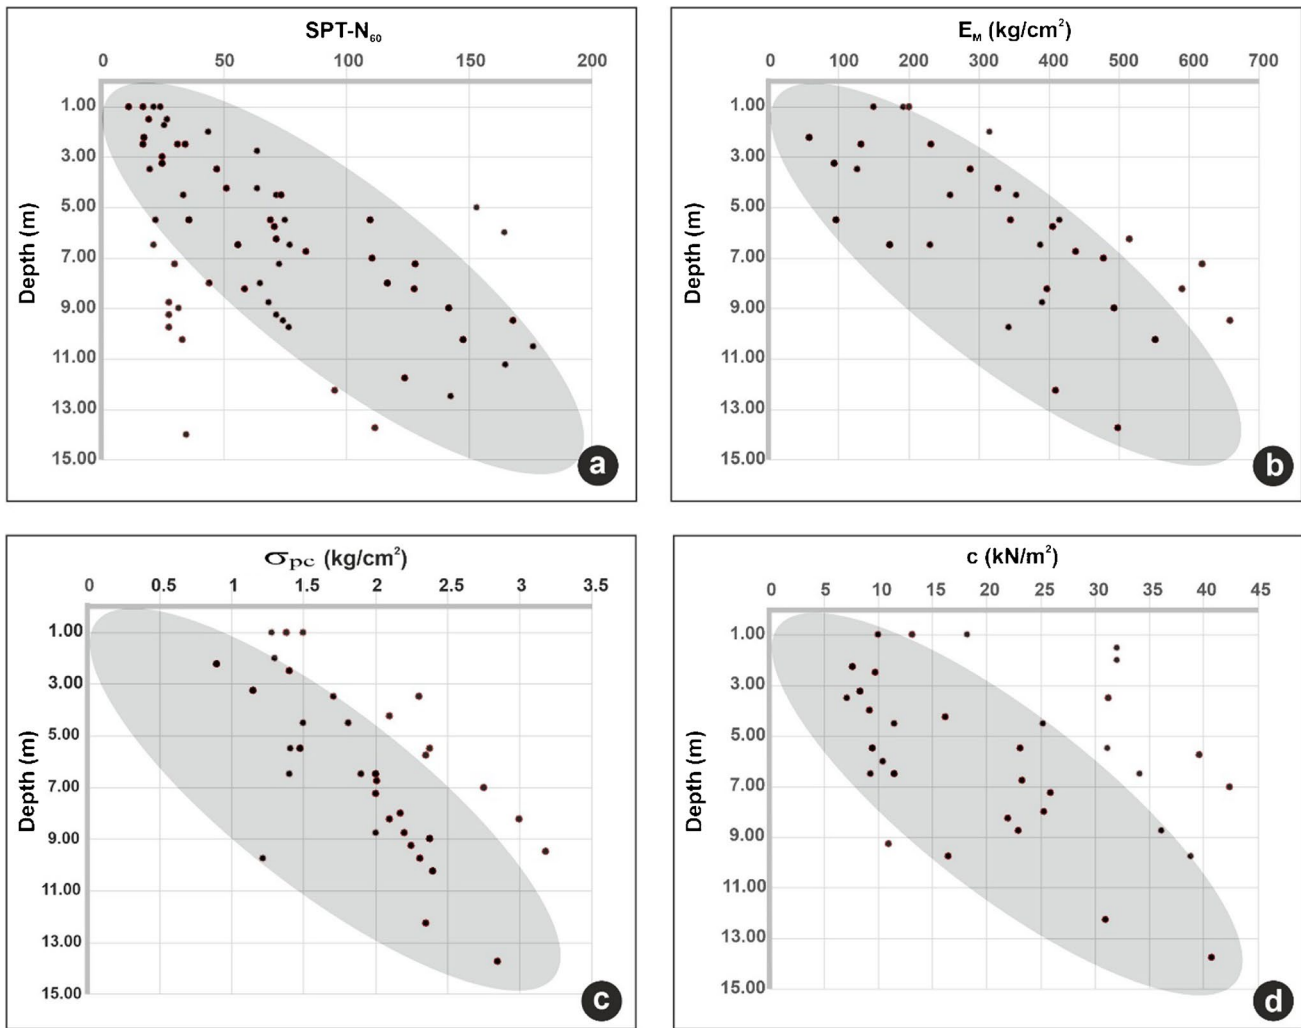 SPT-N₆₀
0 50 100 150 200
1.00
3.00
5.00
7.00
9.00
11.00
13.00
15.00
Depth (m)
a
Eₘ (kg/cm²)
0 100 200 300 400 500 600 700
1.00
3.00
5.00
7.00
9.00
11.00
13.00
15.00
Depth (m)
b
σpc (kg/cm²)
0 0.5 1 1.5 2 2.5 3 3.5
1.00
3.00
5.00
7.00
9.00
11.00
13.00
15.00
Depth (m)
c
c (kN/m²)
0 5 10 15 20 25 30 35 40 45
1.00
3.00
5.00
7.00
9.00
11.00
13.00
15.00
Depth (m)
d